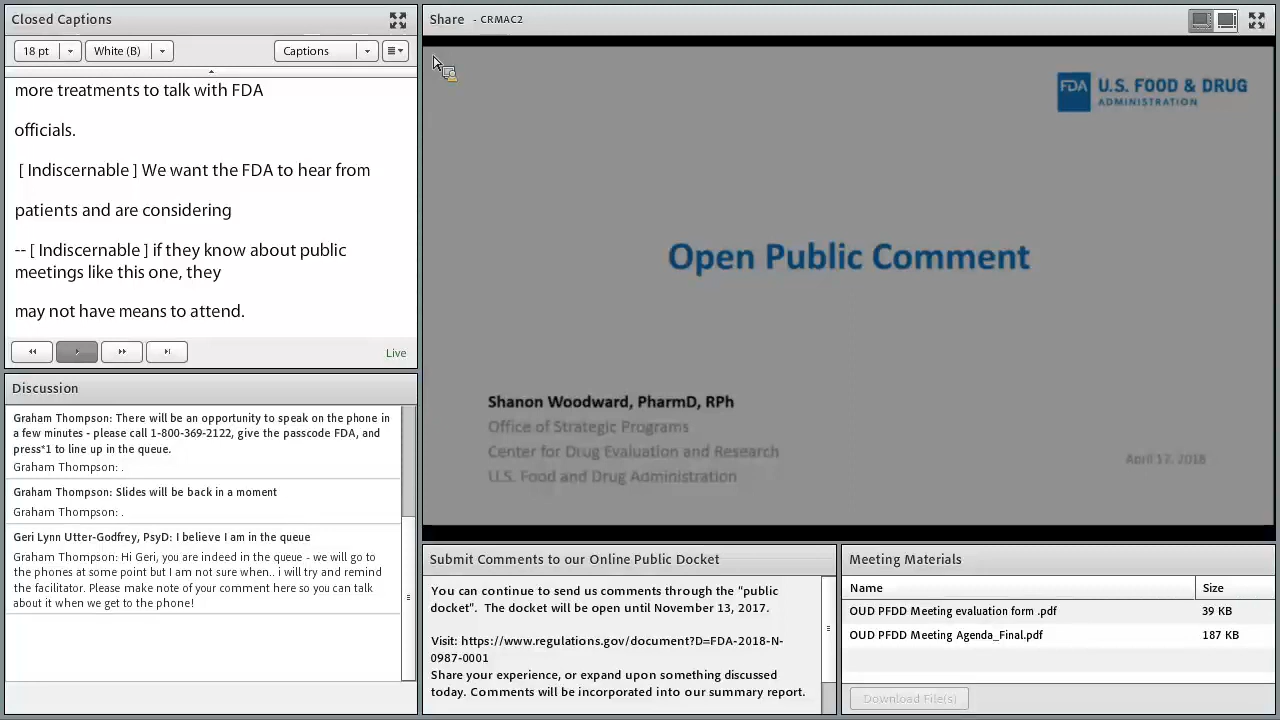 Closed Captions
18 pt
White (B)
Captions
more treatments to talk with FDA
officials.
[ Indiscernable ] We want the FDA to hear from
patients and are considering
-- [ Indiscernable ] if they know about public
meetings like this one, they
may not have means to attend.
Live
Discussion
Graham Thompson: There will be an opportunity to speak on the phone in
a few minutes - please call 1-800-369-2122, give the passcode FDA, and
press*1 to line up in the queue.
Graham Thompson: .
Graham Thompson: Slides will be back in a moment
Graham Thompson: .
Geri Lynn Utter-Godfrey, PsyD: I believe I am in the queue
Graham Thompson: Hi Geri, you are indeed in the queue - we will go to
the phones at some point but I am not sure when.. i will try and remind
the facilitator. Please make note of your comment here so you can talk
about it when we get to the phone!
Share - CRMAC2
FDA U.S. FOOD & DRUG
ADMINISTRATION
Open Public Comment
Shanon Woodward, PharmD, RPh
Office of Strategic Programs
Center for Drug Evaluation and Research
U.S. Food and Drug Administration
April 17, 2018
Submit Comments to our Online Public Docket
You can continue to send us comments through the "public
docket". The docket will be open until November 13, 2017.
Visit: https://www.regulations.gov/document?D=FDA-2018-N-
0987-0001
Share your experience, or expand upon something discussed
today. Comments will be incorporated into our summary report.
Meeting Materials
Name Size
OUD PFDD Meeting evaluation form .pdf 39 KB
OUD PFDD Meeting Agenda_Final.pdf 187 KB
Download File(s)